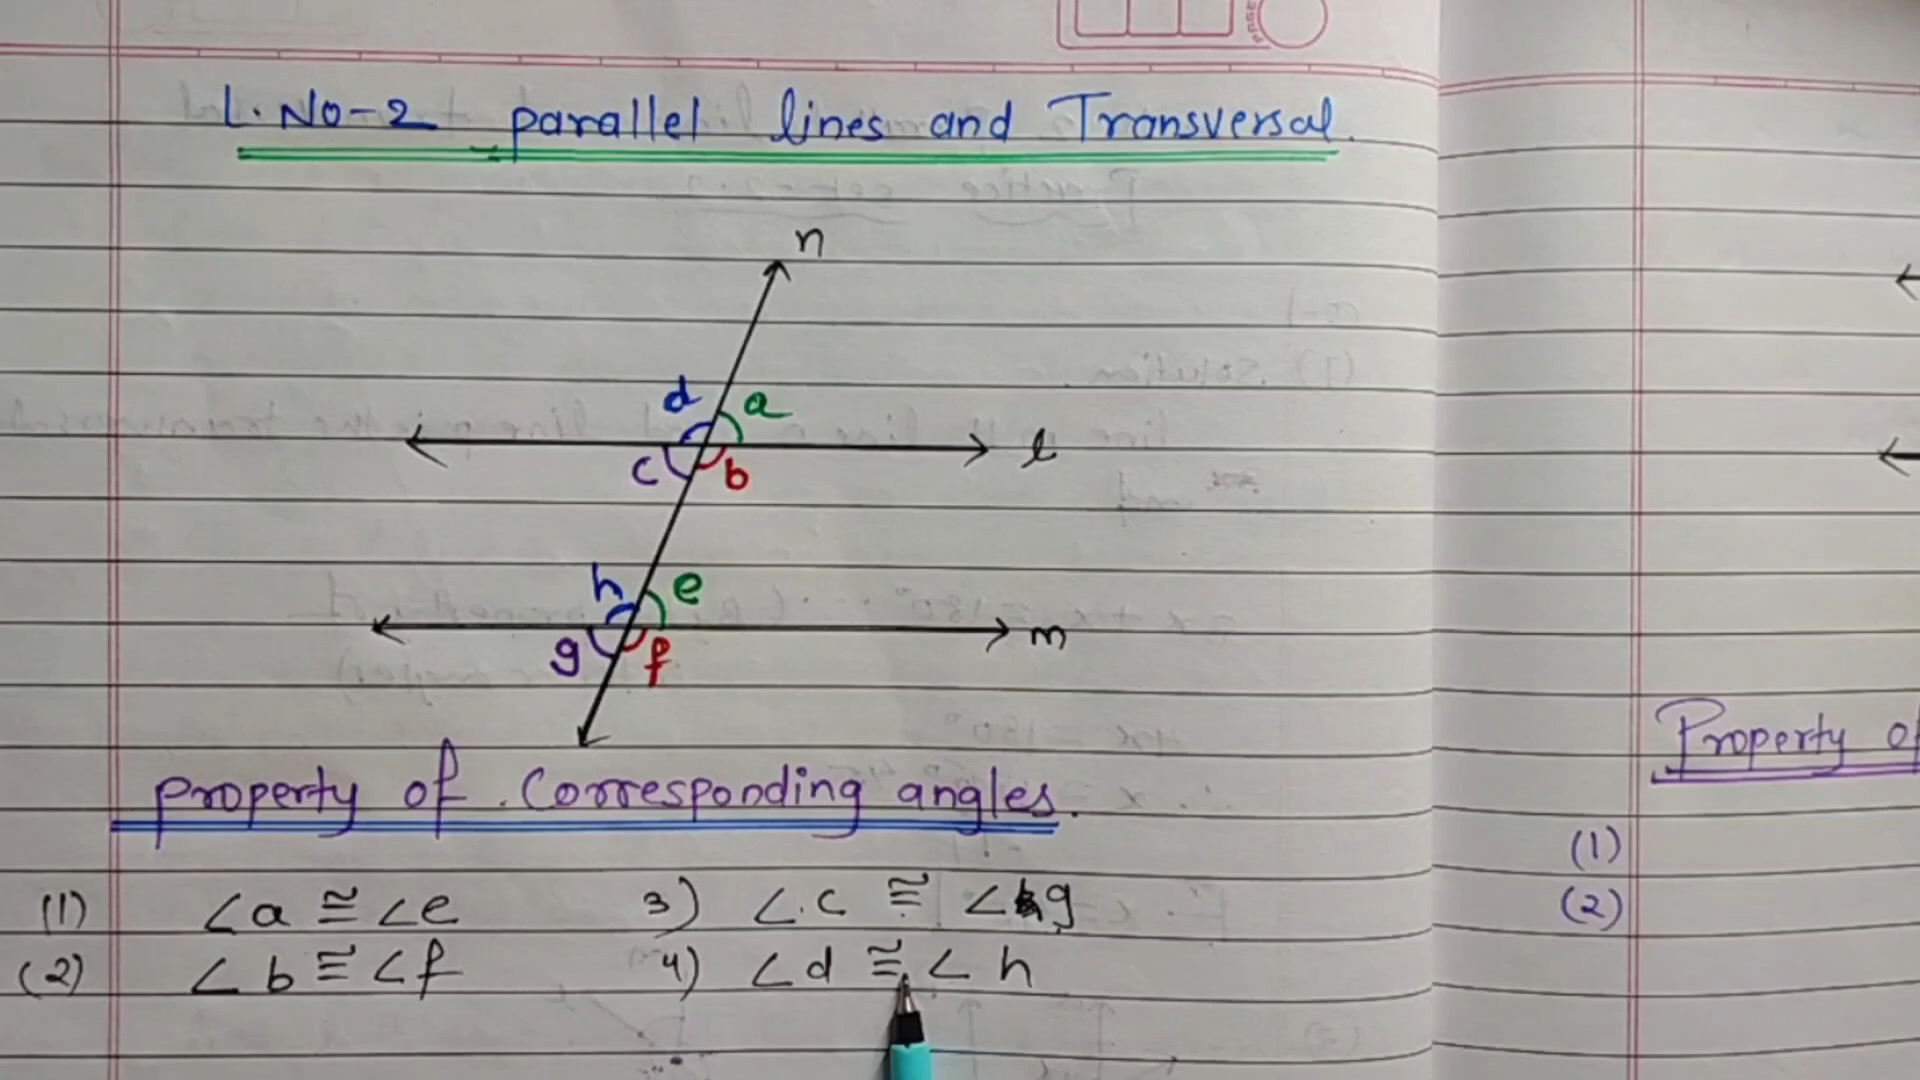 L. No-2 parallel lines and Transversal.
n
d a
l
c b
h e
m
g f
property of Corresponding angles.
(1) ∠a ≅ ∠e 3) ∠.c ≅ ∠g
(2) ∠b ≅ ∠f 4) ∠d ≅ ∠h
Property of
(1)
(2)